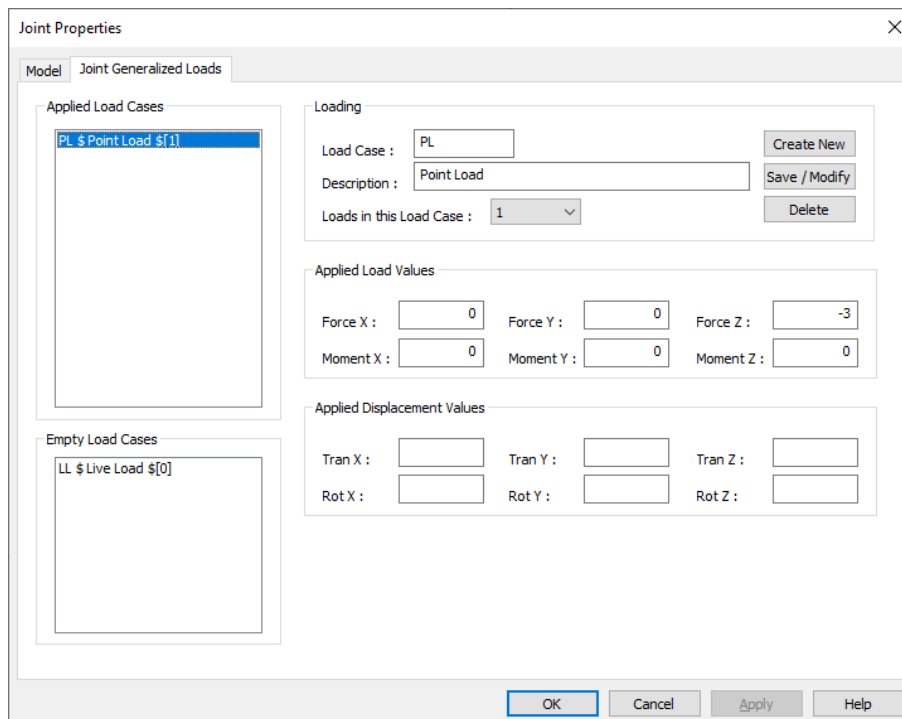 Joint Properties
Model
Joint Generalized Loads
Applied Load Cases
PL $ Point Load $[1]
Empty Load Cases
LL $ Live Load $[0]
Loading
Load Case : PL
Create New
Description : Point Load
Save / Modify
Loads in this Load Case : 1
Delete
Applied Load Values
Force X : 0 Force Y : 0 Force Z : -3
Moment X : 0 Moment Y : 0 Moment Z : 0
Applied Displacement Values
Tran X : Tran Y : Tran Z :
Rot X : Rot Y : Rot Z :
OK Cancel Apply Help